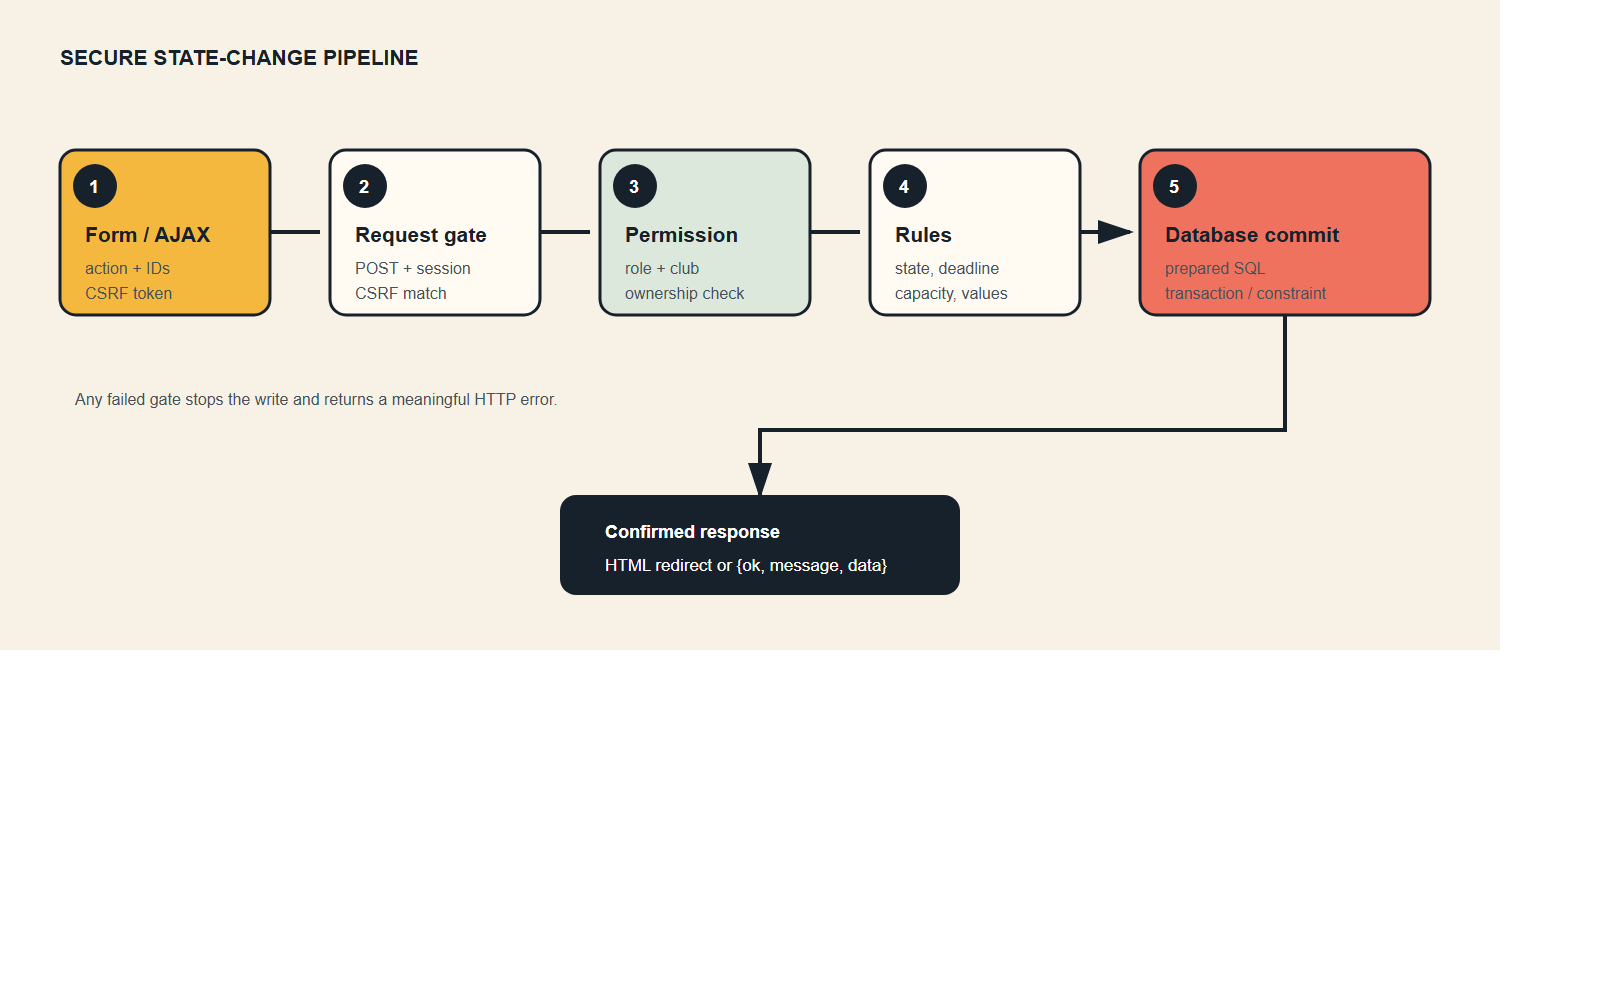 SECURE STATE-CHANGE PIPELINE
1
Form / AJAX
action + IDs
CSRF token
2
Request gate
POST + session
CSRF match
3
Permission
role + club
ownership check
4
Rules
state, deadline
capacity, values
5
Database commit
prepared SQL
transaction / constraint
Any failed gate stops the write and returns a meaningful HTTP error.
Confirmed response
HTML redirect or {ok, message, data}